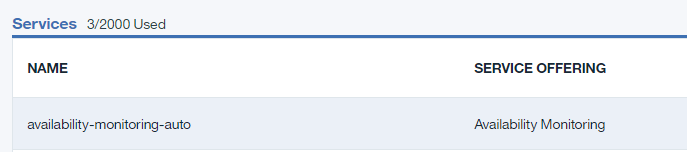 Services 3/2000 Used
NAME SERVICE OFFERING
availability-monitoring-auto Availability Monitoring